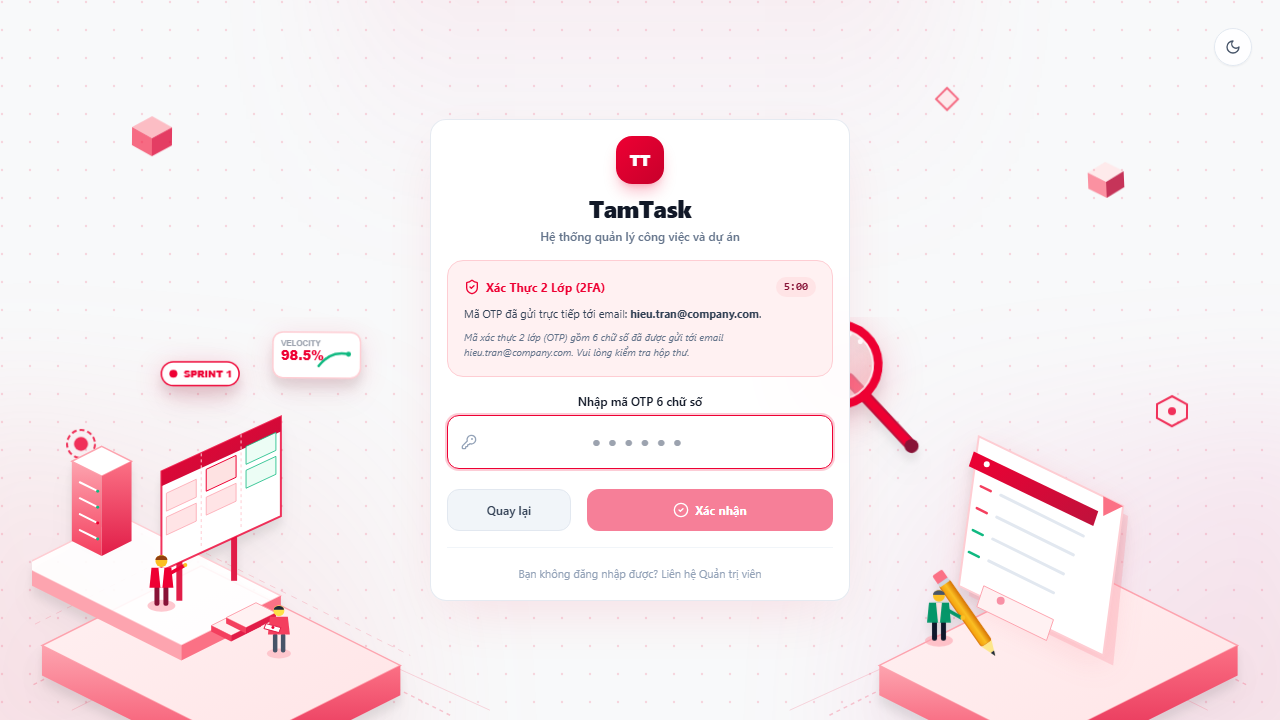 TT
TamTask
Hệ thống quản lý công việc và dự án
Xác Thực 2 Lớp (2FA)
5:00
Mã OTP đã gửi trực tiếp tới email: hieu.tran@company.com.
Mã xác thực 2 lớp (OTP) gồm 6 chữ số đã được gửi tới email
hieu.tran@company.com. Vui lòng kiểm tra hộp thư.
VELOCITY
98.5%
SPRINT 1
Nhập mã OTP 6 chữ số
Quay lại
Xác nhận
Bạn không đăng nhập được? Liên hệ Quản trị viên